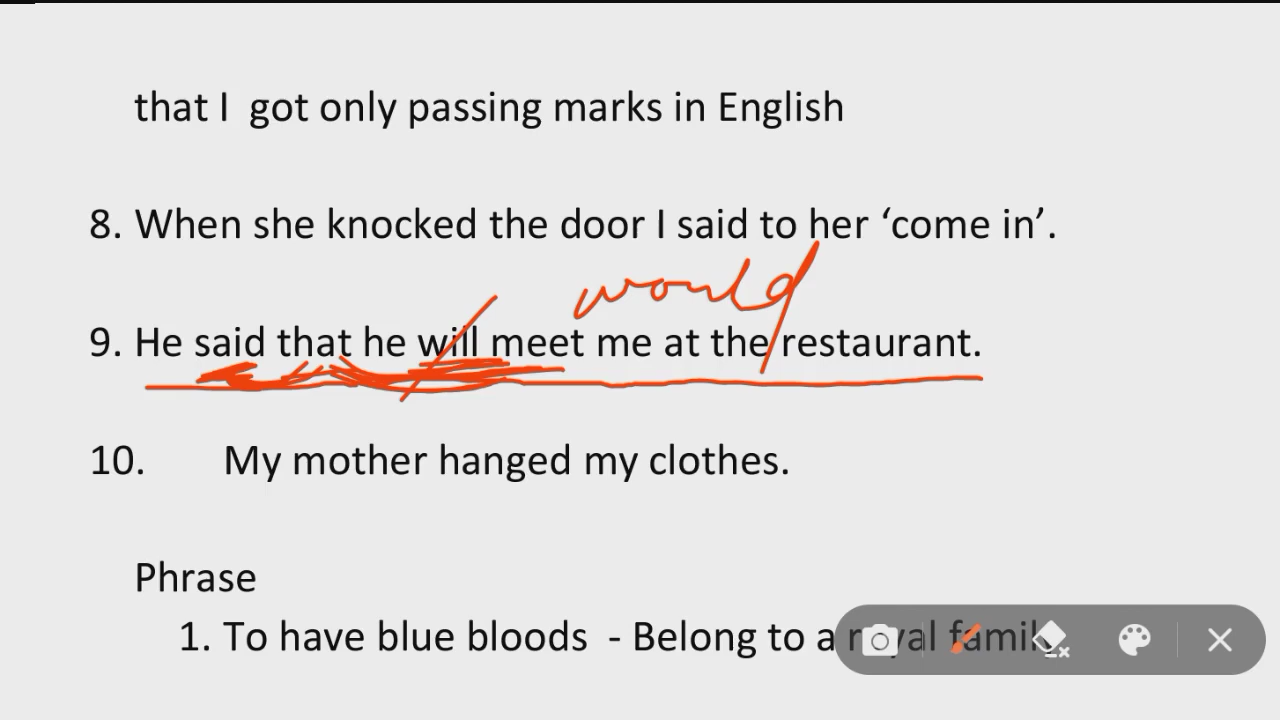 that I got only passing marks in English
8. When she knocked the door I said to her ‘come in’.
would
9. He said that he will meet me at the restaurant.
10. My mother hanged my clothes.
Phrase
1. To have blue bloods - Belong to a royal family